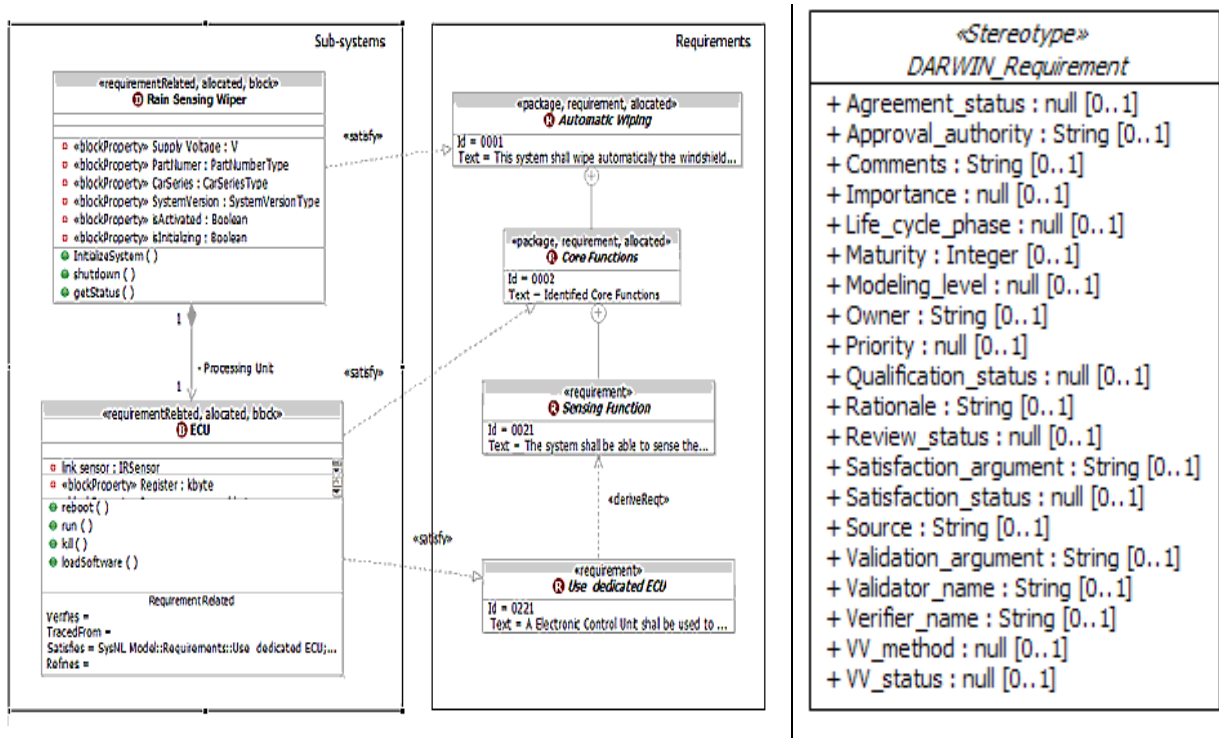 Sub-systems
«requirementRelated, allocated, block»
Rain Sensing Wiper
«blockProperty» Supply Voltage : V
«blockProperty» PartNumer : PartNumberType
«blockProperty» CarSeries : CarSeriesType
«blockProperty» SystemVersion : SystemVersionType
«blockProperty» isActivated : Boolean
«blockProperty» isInitializing : Boolean
InitializeSystem ( )
shutdown ( )
getStatus ( )
1
- Processing Unit
1
«requirementRelated, allocated, block»
ECU
link sensor : IRSensor
«blockProperty» Register : kbyte
reboot ( )
run ( )
kill ( )
loadSoftware ( )
Requirement Related
Verifies =
TracedFrom =
Satisfies = SysML Model::Requirements::Use dedicated ECU;...
Refines =
«satisfy»
«satisfy»
«satisfy»
Requirements
«package, requirement, allocated»
R Automatic Wiping
Id = 0001
Text = This system shall wipe automatically the windshield...
«package, requirement, allocated»
R Core Functions
Id = 0002
Text = Identified Core Functions
«requirement»
R Sensing Function
Id = 0021
Text = The system shall be able to sense the...
«deriveReqt»
«requirement»
R Use dedicated ECU
Id = 0221
Text = A Electronic Control Unit shal be used to ...
«Stereotype»
DARWIN_Requirement
+ Agreement_status : null [0..1]
+ Approval_authority : String [0..1]
+ Comments : String [0..1]
+ Importance : null [0..1]
+ Life_cycle_phase : null [0..1]
+ Maturity : Integer [0..1]
+ Modeling_level : null [0..1]
+ Owner : String [0..1]
+ Priority : null [0..1]
+ Qualification_status : null [0..1]
+ Rationale : String [0..1]
+ Review_status : null [0..1]
+ Satisfaction_argument : String [0..1]
+ Satisfaction_status : null [0..1]
+ Source : String [0..1]
+ Validation_argument : String [0..1]
+ Validator_name : String [0..1]
+ Verifier_name : String [0..1]
+ VV_method : null [0..1]
+ VV_status : null [0..1]